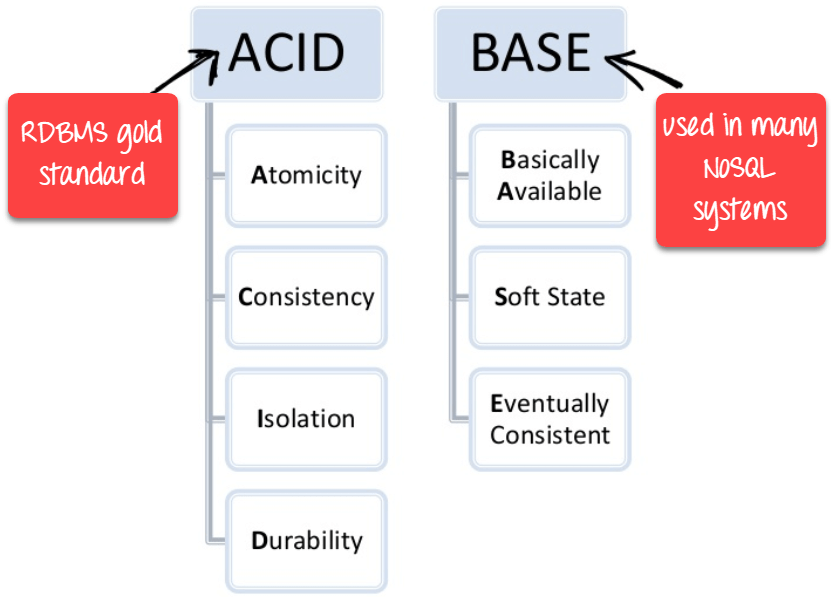 ACID
BASE
RDBMS gold
standard
used in many
NoSQL
systems
Atomicity
Consistency
Isolation
Durability
Basically
Available
Soft State
Eventually
Consistent